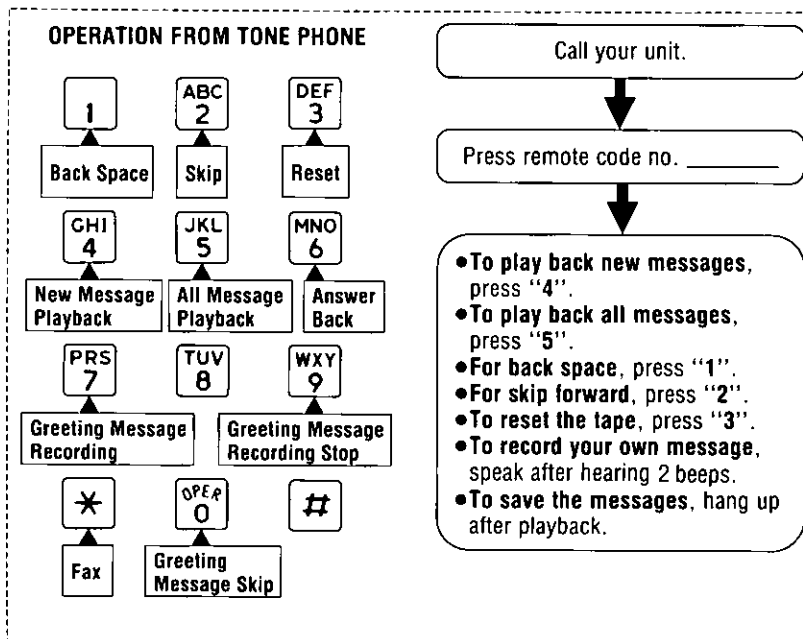 OPERATION FROM TONE PHONE
1
ABC
2
DEF
3
Back Space
Skip
Reset
GHI
4
JKL
5
MNO
6
New Message
Playback
All Message
Playback
Answer
Back
PRS
7
TUV
8
WXY
9
Greeting Message
Recording
Greeting Message
Recording Stop
*
OPER
0
#
Fax
Greeting
Message Skip
Call your unit.
Press remote code no. ________
•To play back new messages,
press “4”.
•To play back all messages,
press “5”.
•For back space, press “1”.
•For skip forward, press “2”.
•To reset the tape, press “3”.
•To record your own message,
speak after hearing 2 beeps.
•To save the messages, hang up
after playback.